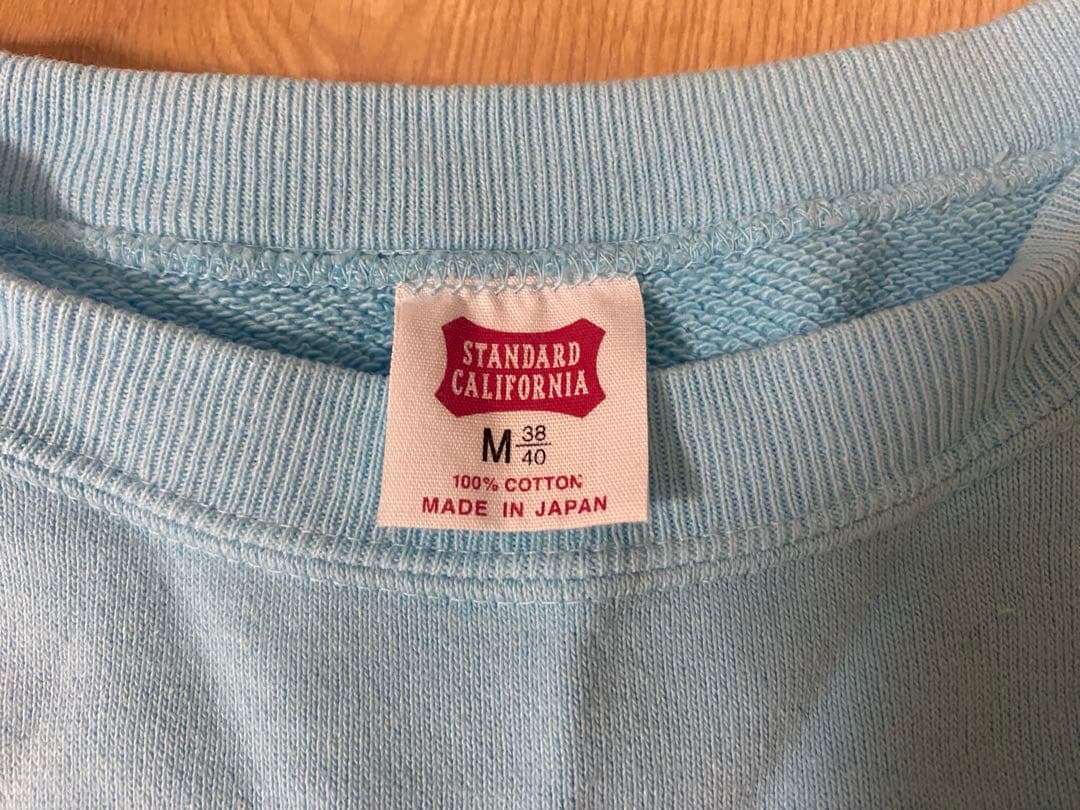 STANDARD
CALIFORNIA
M 38/40
100% COTTON
MADE IN JAPAN